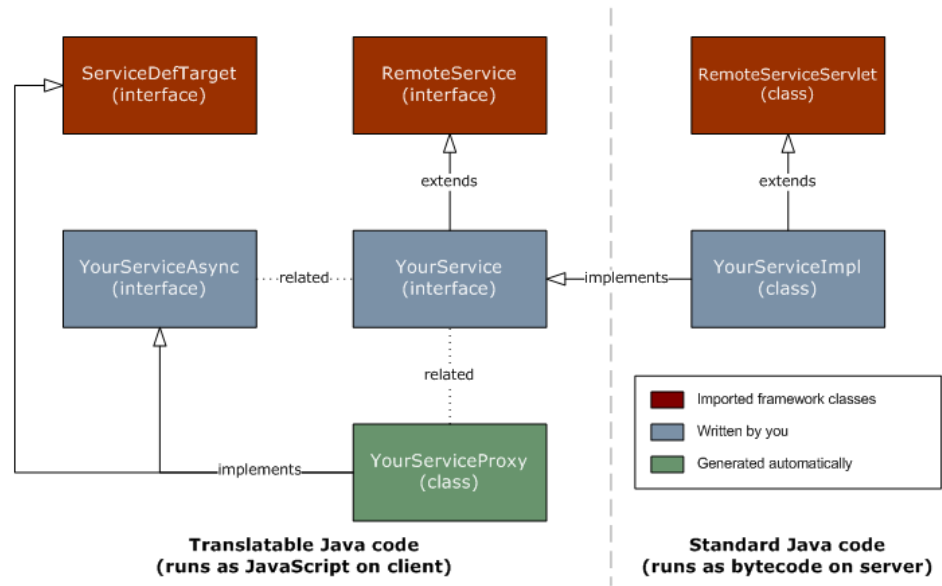 ServiceDefTarget
(interface)
RemoteService
(interface)
RemoteServiceServlet
(class)
extends
extends
YourServiceAsync
(interface)
related
YourService
(interface)
implements
YourServiceImpl
(class)
related
Imported framework classes
Written by you
Generated automatically
implements
YourServiceProxy
(class)
Translatable Java code
(runs as JavaScript on client)
Standard Java code
(runs as bytecode on server)